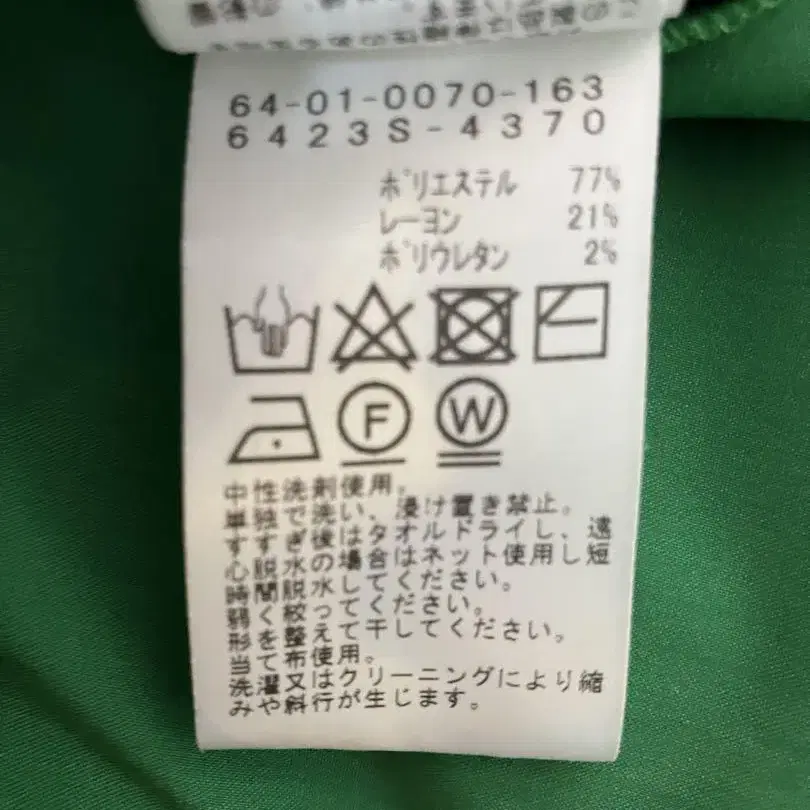 64-01-0070-163
6423S-4370
ポリエステル 77%
レーヨン 21%
ポリウレタン 2%
F W
中性洗剤使用。
単独で洗い、浸け置き禁止。
すすぎ後はタオルドライし、遠
心脱水の場合はネット使用し短
時間脱水してください。
弱く絞ってください。
形を整えて干してください。
当て布使用。
洗濯又はクリーニングにより縮
みや斜行が生じます。